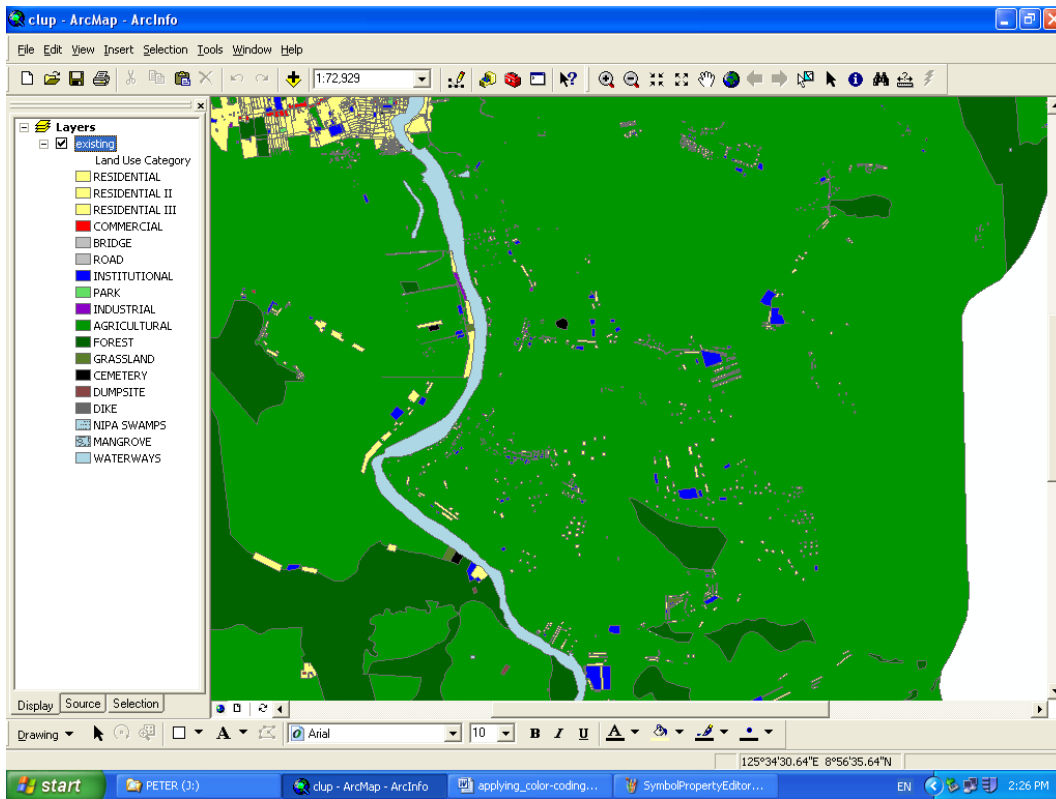 clup - ArcMap - ArcInfo
File Edit View Insert Selection Tools Window Help
1:72,929
Layers
existing
Land Use Category
RESIDENTIAL
RESIDENTIAL II
RESIDENTIAL III
COMMERCIAL
BRIDGE
ROAD
INSTITUTIONAL
PARK
INDUSTRIAL
AGRICULTURAL
FOREST
GRASSLAND
CEMETERY
DUMPSITE
DIKE
NIPA SWAMPS
MANGROVE
WATERWAYS
Display Source Selection
Drawing A Arial 10 B I U A
125°34'30.64"E 8°56'35.64"N
start PETER (J:) clup - ArcMap - ArcInfo applying_color-coding... SymbolPropertyEditor... EN 2:26 PM